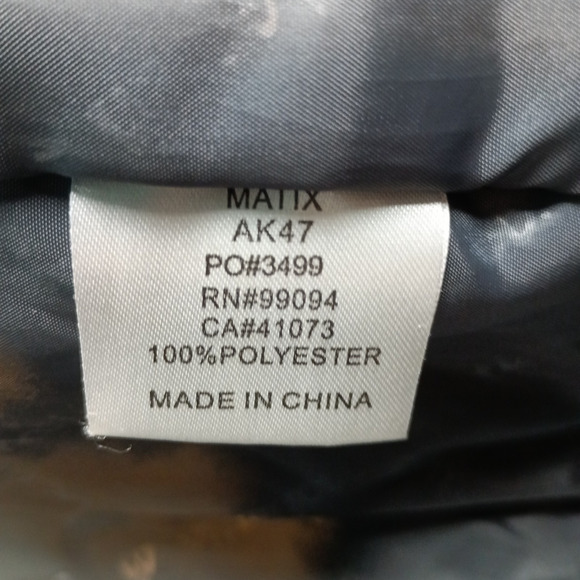 MATIX
AK47
PO#3499
RN#99094
CA#41073
100%POLYESTER
MADE IN CHINA